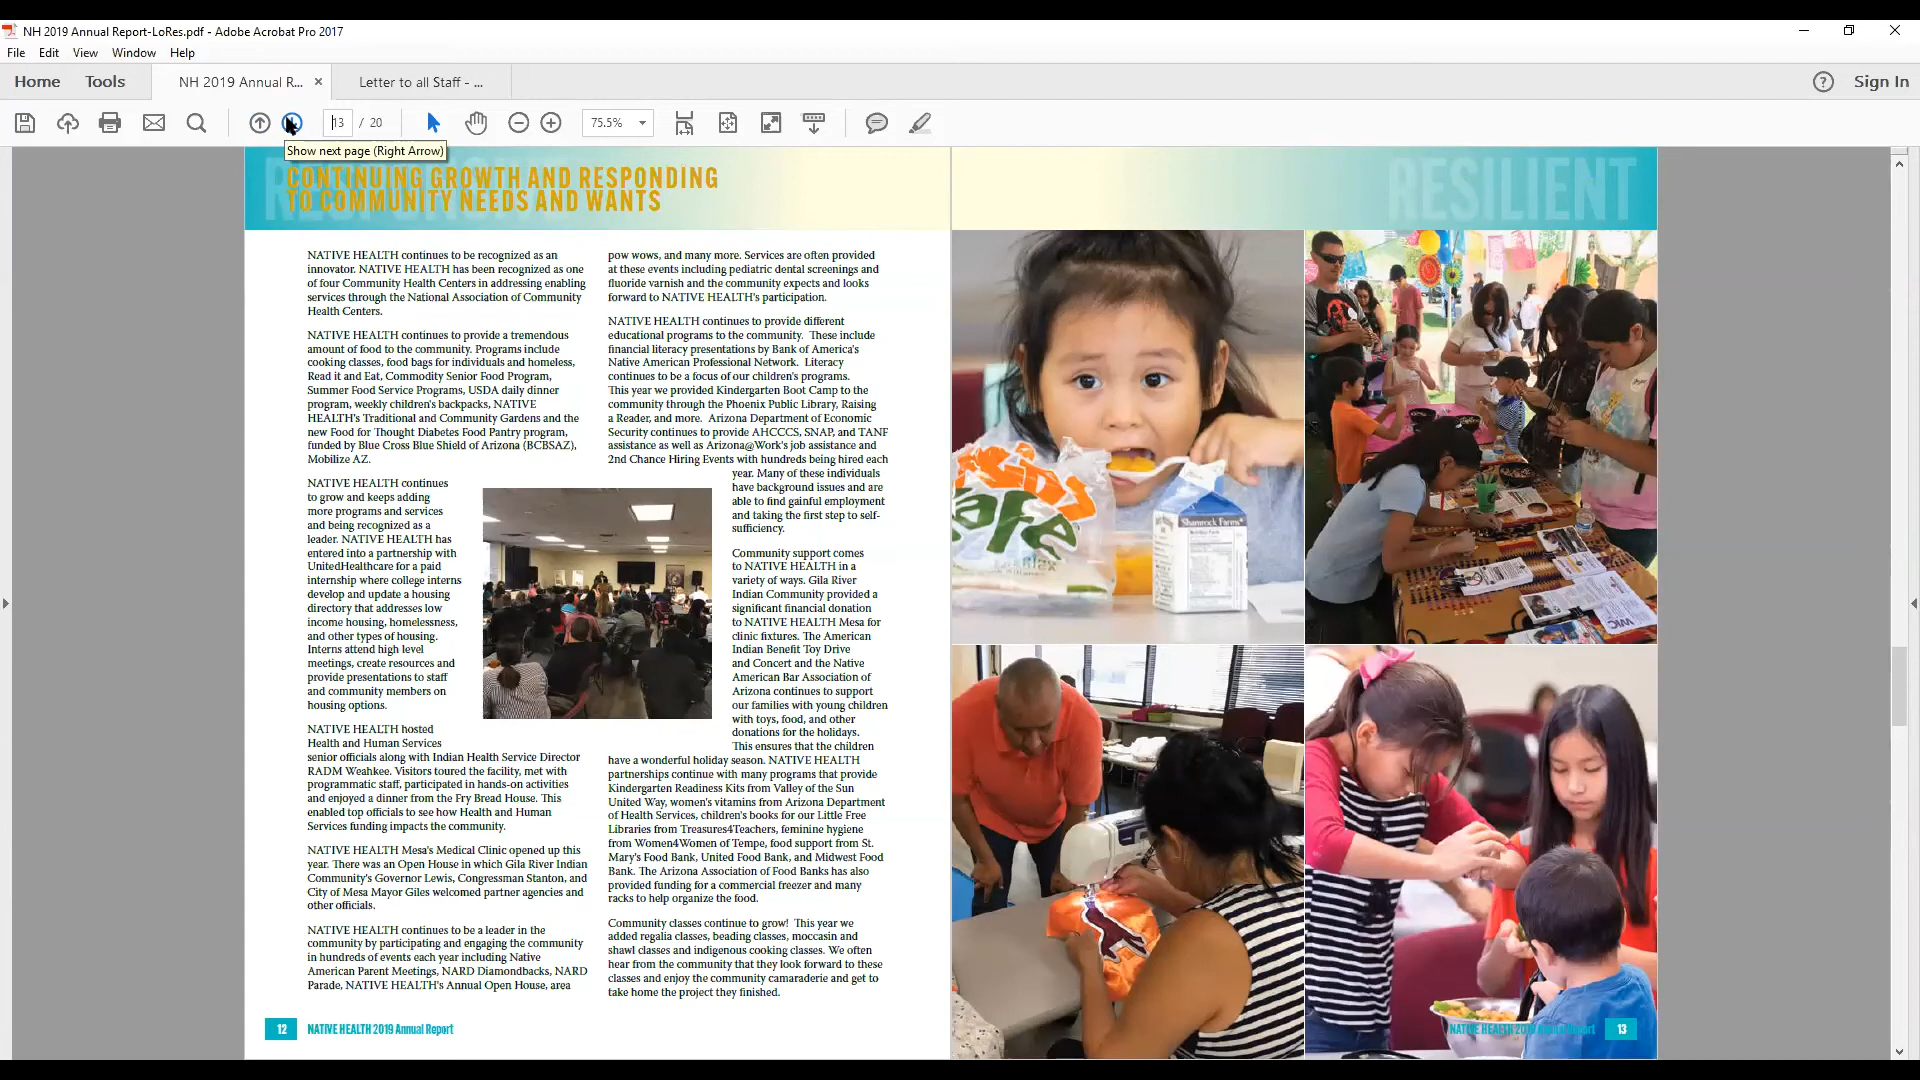 NH 2019 Annual Report-LoRes.pdf - Adobe Acrobat Pro 2017
File Edit View Window Help
Home Tools NH 2019 Annual R... × Letter to all Staff - ... Sign In
13 / 20 75.5%
Show next page (Right Arrow)
CONTINUING GROWTH AND RESPONDING
TO COMMUNITY NEEDS AND WANTS
RESILIENT
NATIVE HEALTH continues to be recognized as an
innovator. NATIVE HEALTH has been recognized as one
of four Community Health Centers in addressing enabling
services through the National Association of Community
Health Centers.
NATIVE HEALTH continues to provide a tremendous
amount of food to the community. Programs include
cooking classes, food bags for individuals and homeless,
Read it and Eat, Commodity Senior Food Program,
Summer Food Service Programs, USDA daily dinner
program, weekly children's backpacks, NATIVE
HEALTH's Traditional and Community Gardens and the
new Food for Thought Diabetes Food Pantry program,
funded by Blue Cross Blue Shield of Arizona (BCBSAZ),
Mobilize AZ.
NATIVE HEALTH continues
to grow and keeps adding
more programs and services
and being recognized as a
leader. NATIVE HEALTH has
entered into a partnership with
UnitedHealthcare for a paid
internship where college interns
develop and update a housing
directory that addresses low
income housing, homelessness,
and other types of housing.
Interns attend high level
meetings, create resources and
provide presentations to staff
and community members on
housing options.
NATIVE HEALTH hosted
Health and Human Services
senior officials along with Indian Health Service Director
RADM Weahkee. Visitors toured the facility, met with
programmatic staff, participated in hands-on activities
and enjoyed a dinner from the Fry Bread House. This
enabled top officials to see how Health and Human
Services funding impacts the community.
NATIVE HEALTH Mesa's Medical Clinic opened up this
year. There was an Open House in which Gila River Indian
Community's Governor Lewis, Congressman Stanton, and
City of Mesa Mayor Giles welcomed partner agencies and
other officials.
NATIVE HEALTH continues to be a leader in the
community by participating and engaging the community
in hundreds of events each year including Native
American Parent Meetings, NARD Diamondbacks, NARD
Parade, NATIVE HEALTH's Annual Open House, area
pow wows, and many more. Services are often provided
at these events including pediatric dental screenings and
fluoride varnish and the community expects and looks
forward to NATIVE HEALTH's participation.
NATIVE HEALTH continues to provide different
educational programs to the community. These include
financial literacy presentations by Bank of America's
Native American Professional Network. Literacy
continues to be a focus of our children's programs.
This year we provided Kindergarten Boot Camp to the
community through the Phoenix Public Library, Raising
a Reader, and more. Arizona Department of Economic
Security continues to provide AHCCCS, SNAP, and TANF
assistance as well as Arizona@Work's job assistance and
2nd Chance Hiring Events with hundreds being hired each
year. Many of these individuals
have background issues and are
able to find gainful employment
and taking the first step to self-
sufficiency.
Community support comes
to NATIVE HEALTH in a
variety of ways. Gila River
Indian Community provided a
significant financial donation
to NATIVE HEALTH Mesa for
clinic fixtures. The American
Indian Benefit Toy Drive
and Concert and the Native
American Bar Association of
Arizona continues to support
our families with young children
with toys, food, and other
donations for the holidays.
This ensures that the children
have a wonderful holiday season. NATIVE HEALTH
partnerships continue with many programs that provide
Kindergarten Readiness Kits from Valley of the Sun
United Way, women's vitamins from Arizona Department
of Health Services, children's books for our Little Free
Libraries from Treasures4Teachers, feminine hygiene
from Women4Women of Tempe, food support from St.
Mary's Food Bank, United Food Bank, and Midwest Food
Bank. The Arizona Association of Food Banks has also
provided funding for a commercial freezer and many
racks to help organize the food.
Community classes continue to grow! This year we
added regalia classes, beading classes, moccasin and
shawl classes and indigenous cooking classes. We often
hear from the community that they look forward to these
classes and enjoy the community camaraderie and get to
take home the project they finished.
Shamrock Farms
WIC
12 NATIVE HEALTH 2019 Annual Report
NATIVE HEALTH 2019 Annual Report 13